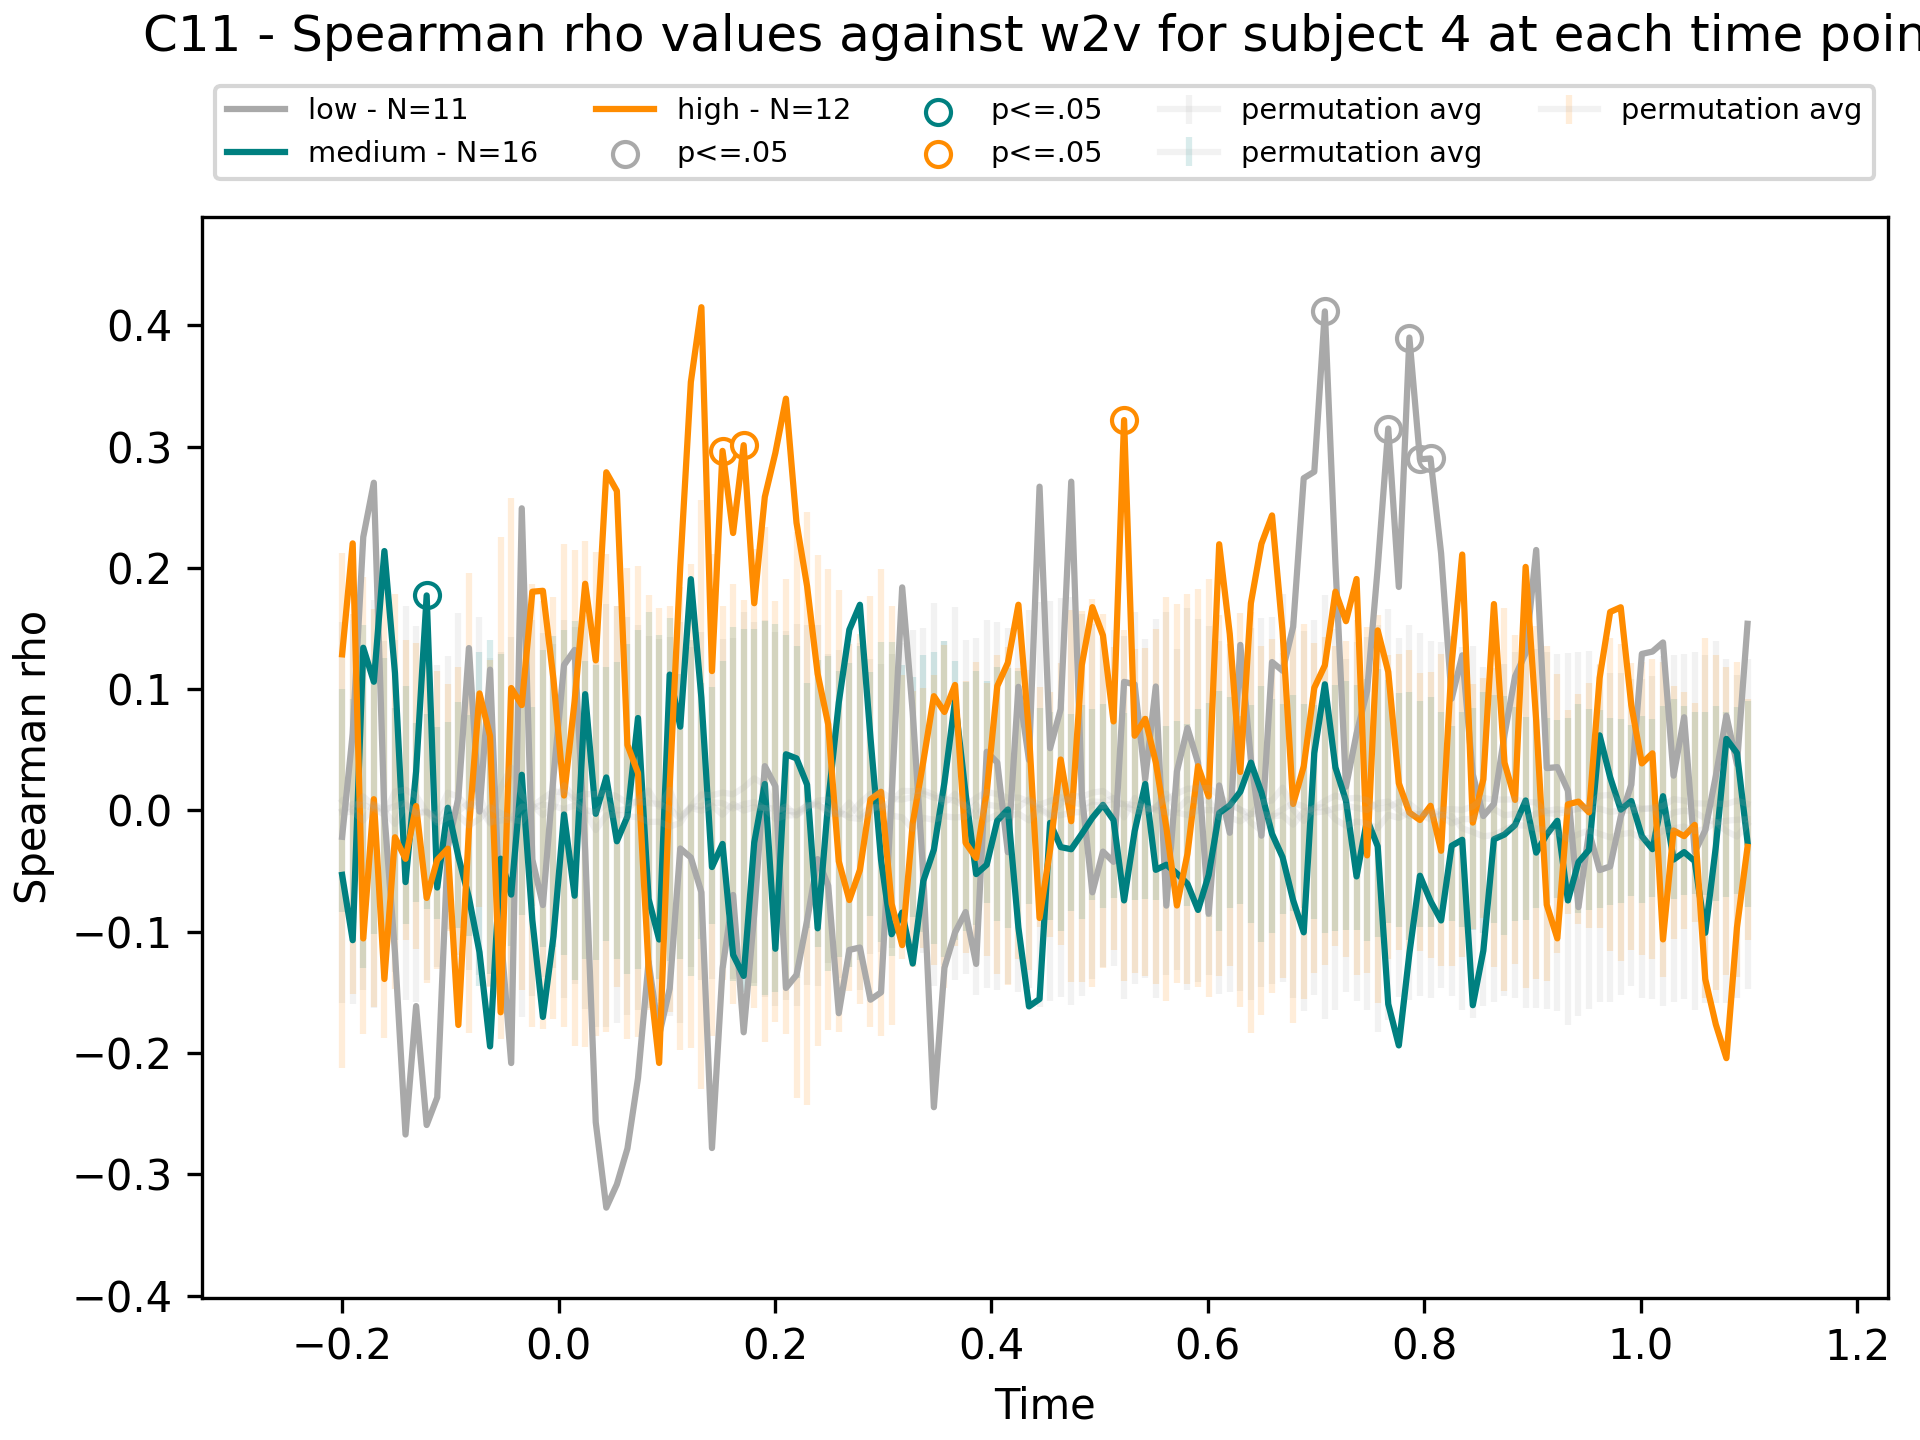 C11 - Spearman rho values against w2v for subject 4 at each time poin
low - N=11
medium - N=16
high - N=12
p<=.05
p<=.05
p<=.05
permutation avg
permutation avg
permutation avg
Spearman rho
0.4
0.3
0.2
0.1
0.0
−0.1
−0.2
−0.3
−0.4
−0.2 0.0 0.2 0.4 0.6 0.8 1.0 1.2
Time